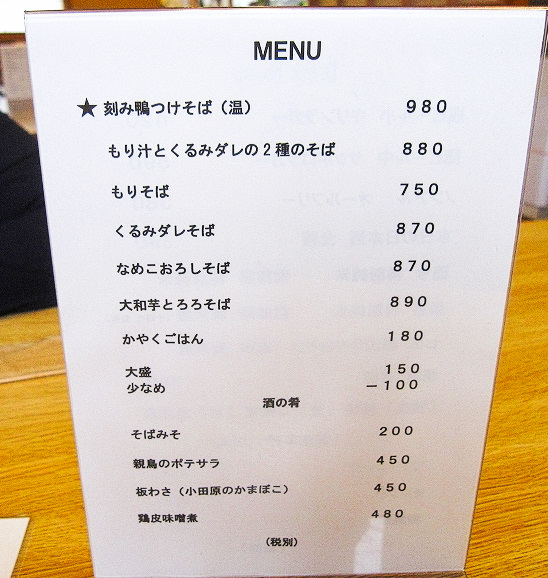 MENU
★ 刻み鴨つけそば（温） 980
もり汁とくるみダレの2種のそば 880
もりそば 750
くるみダレそば 870
なめこおろしそば 870
大和芋とろろそば 890
かやくごはん 180
大盛 150
少なめ －100
酒の肴
そばみそ 200
親鳥のポテサラ 450
板わさ（小田原のかまぼこ） 450
鶏皮味噌煮 480
（税別）